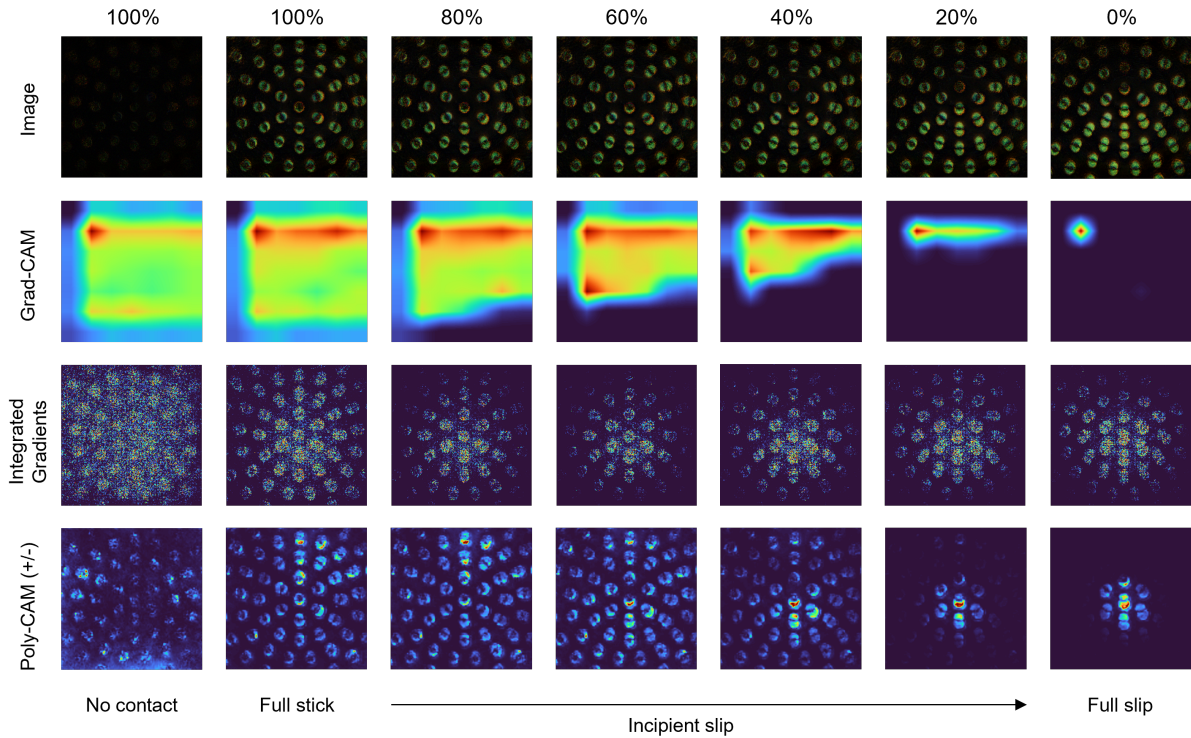 100% 100% 80% 60% 40% 20% 0%
Image
Grad-CAM
Integrated
Gradients
Poly-CAM (+/-)
No contact Full stick Full slip
Incipient slip